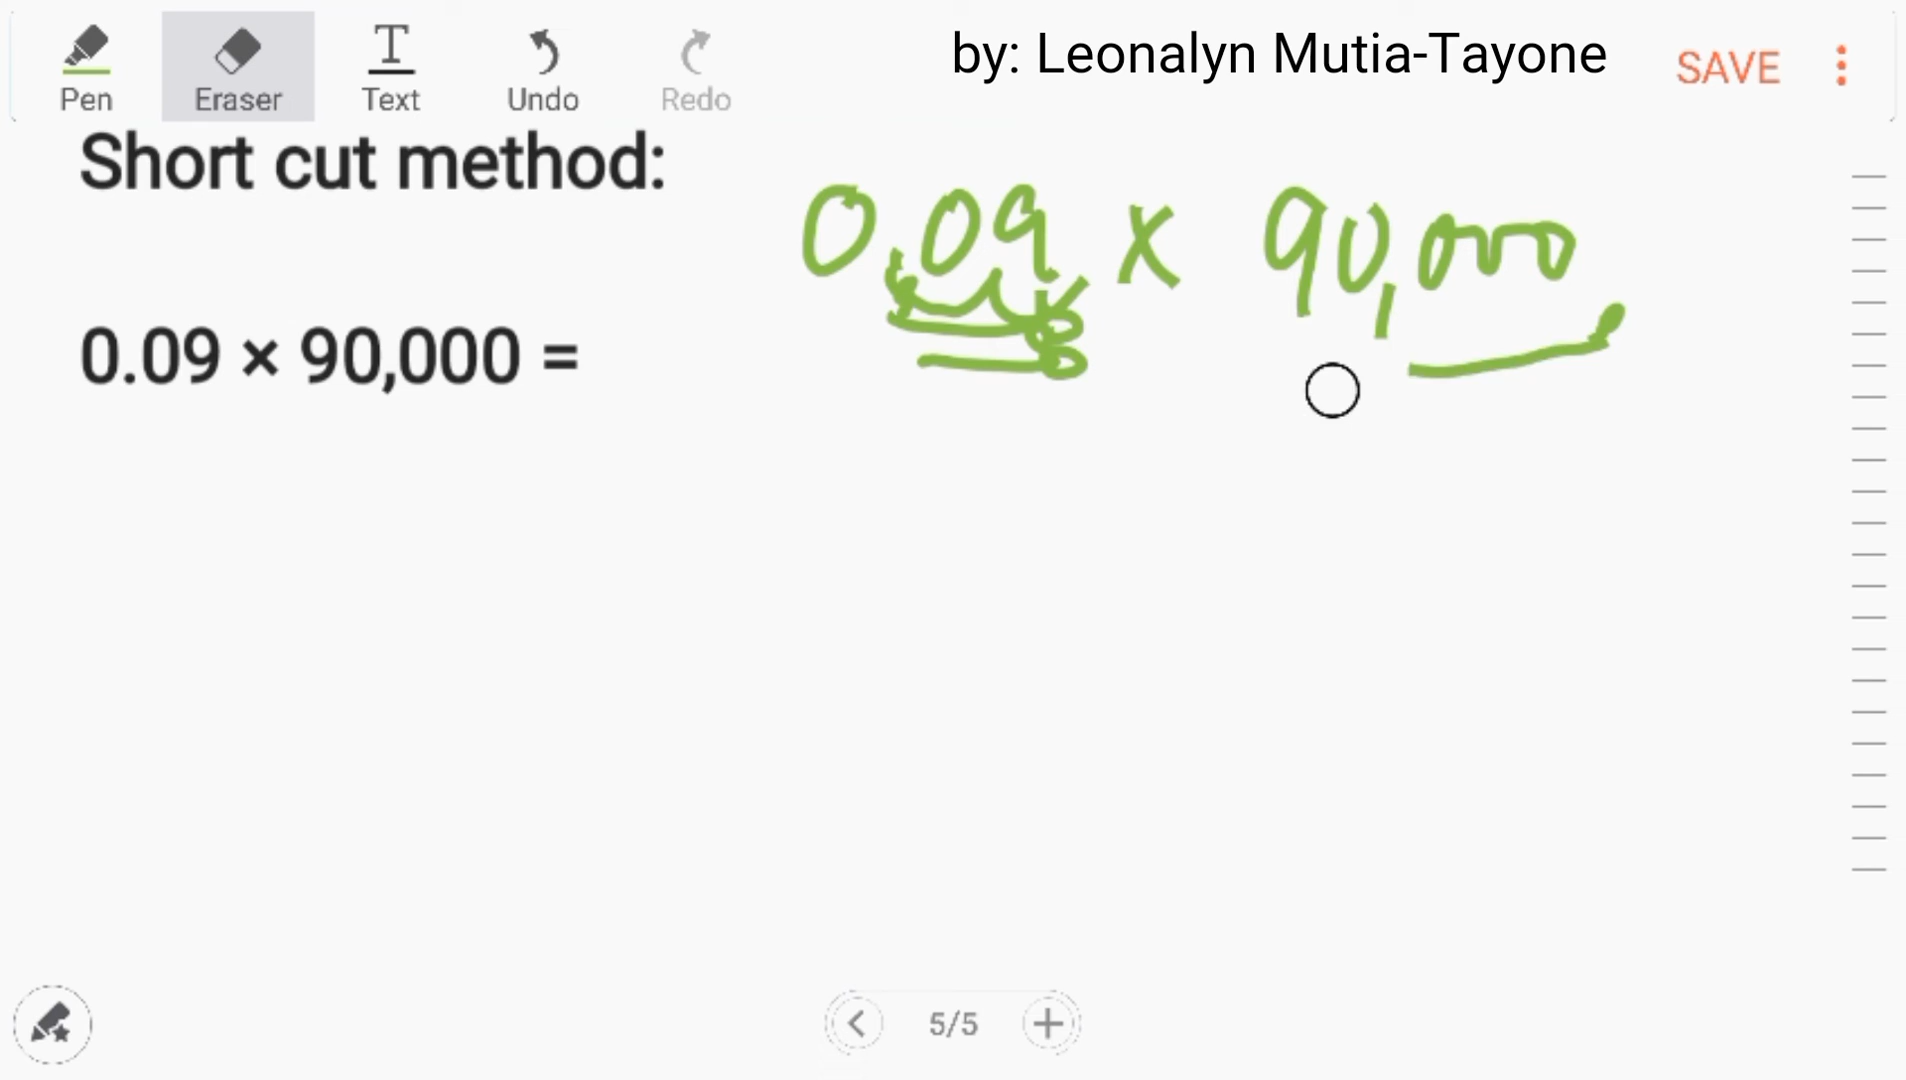 Pen Eraser Text Undo Redo by: Leonalyn Mutia-Tayone SAVE
Short cut method:
0.09 x 90,000
0.09 × 90,000 =
5/5